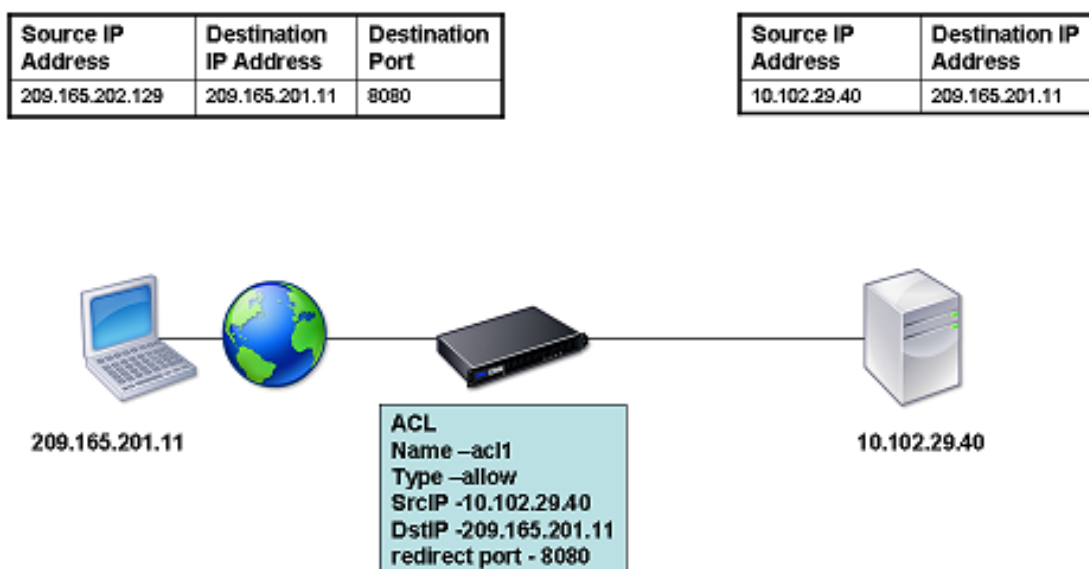 Source IP Address
Destination IP Address
Destination Port
209.165.202.129
209.165.201.11
8080
Source IP Address
Destination IP Address
10.102.29.40
209.165.201.11
209.165.201.11
10.102.29.40
ACL
Name –acl1
Type –allow
SrcIP -10.102.29.40
DstIP -209.165.201.11
redirect port - 8080